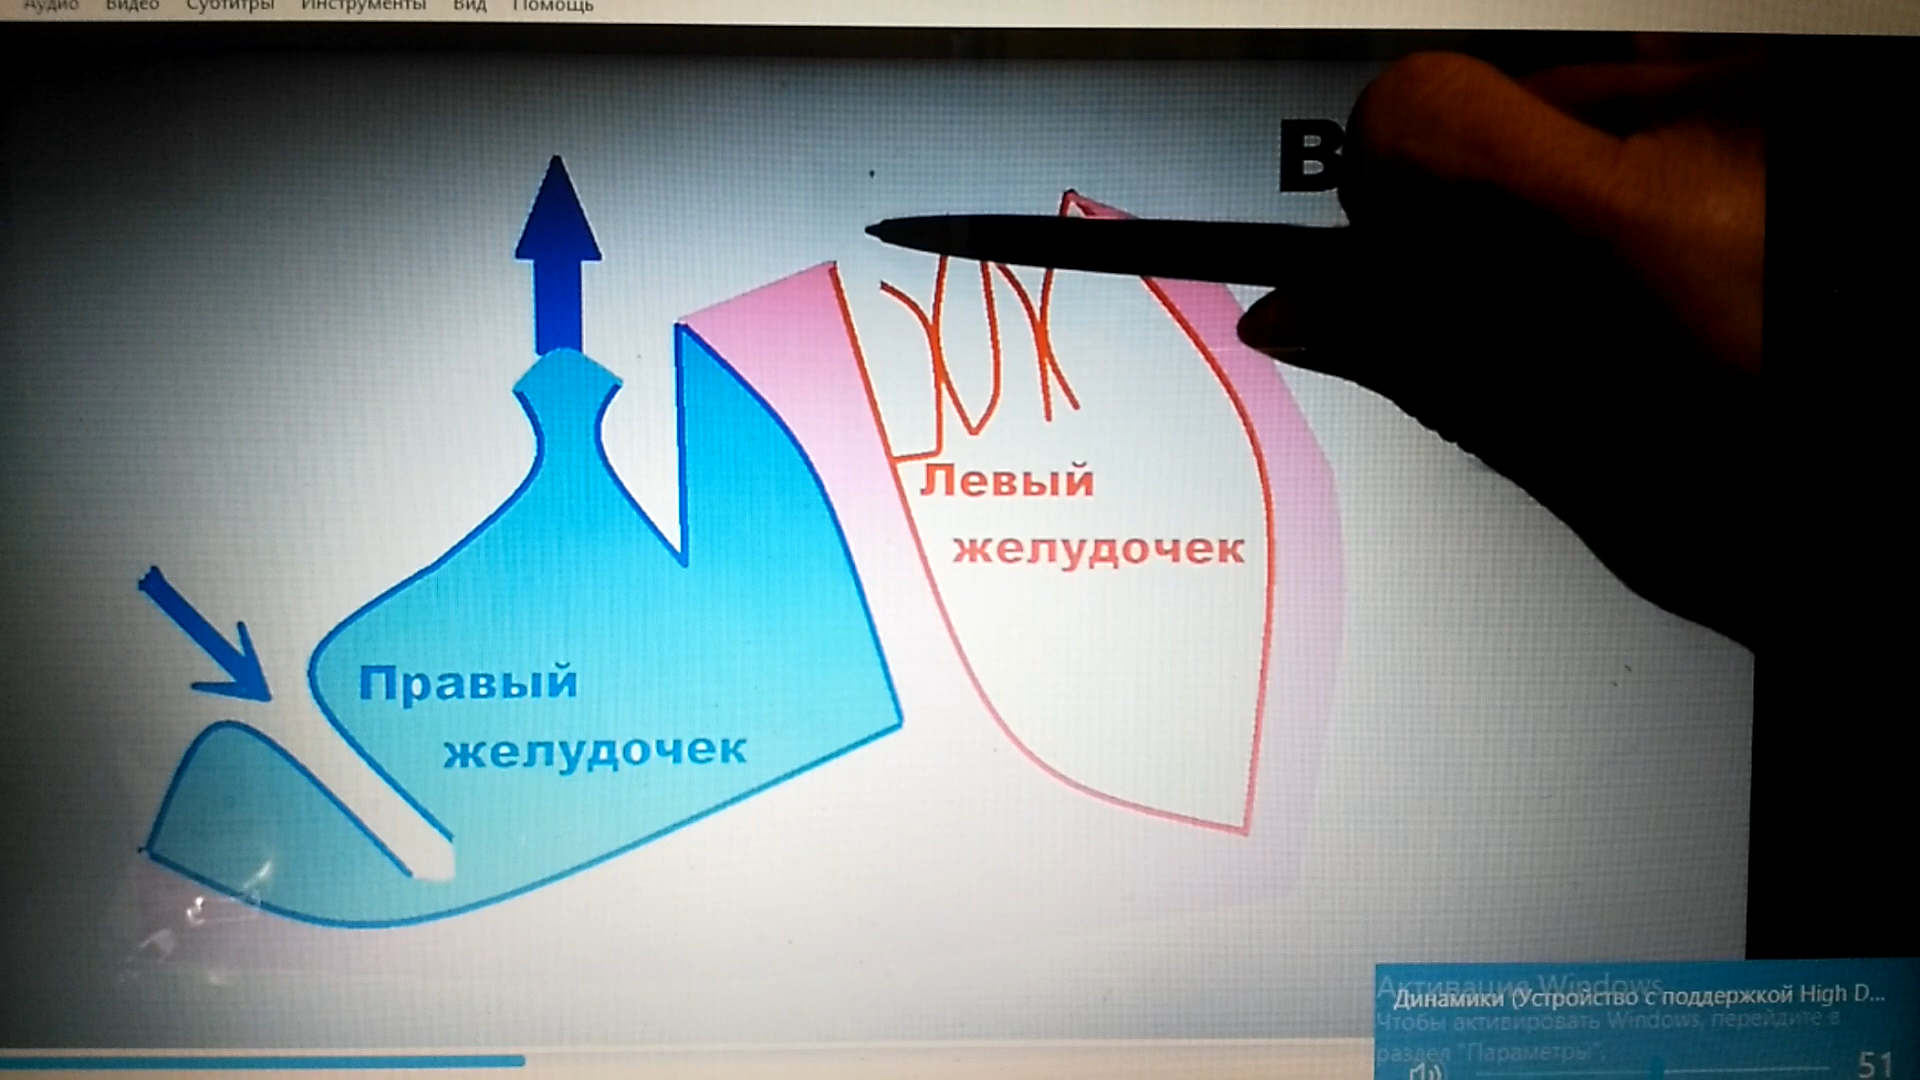 Аудио Видео Субтитры Инструменты Вид Помощь
В
Левый
желудочек
Правый
желудочек
Активация Windows
Динамики (Устройство с поддержкой High D...
Чтобы активировать Windows, перейдите в
раздел "Параметры".
51